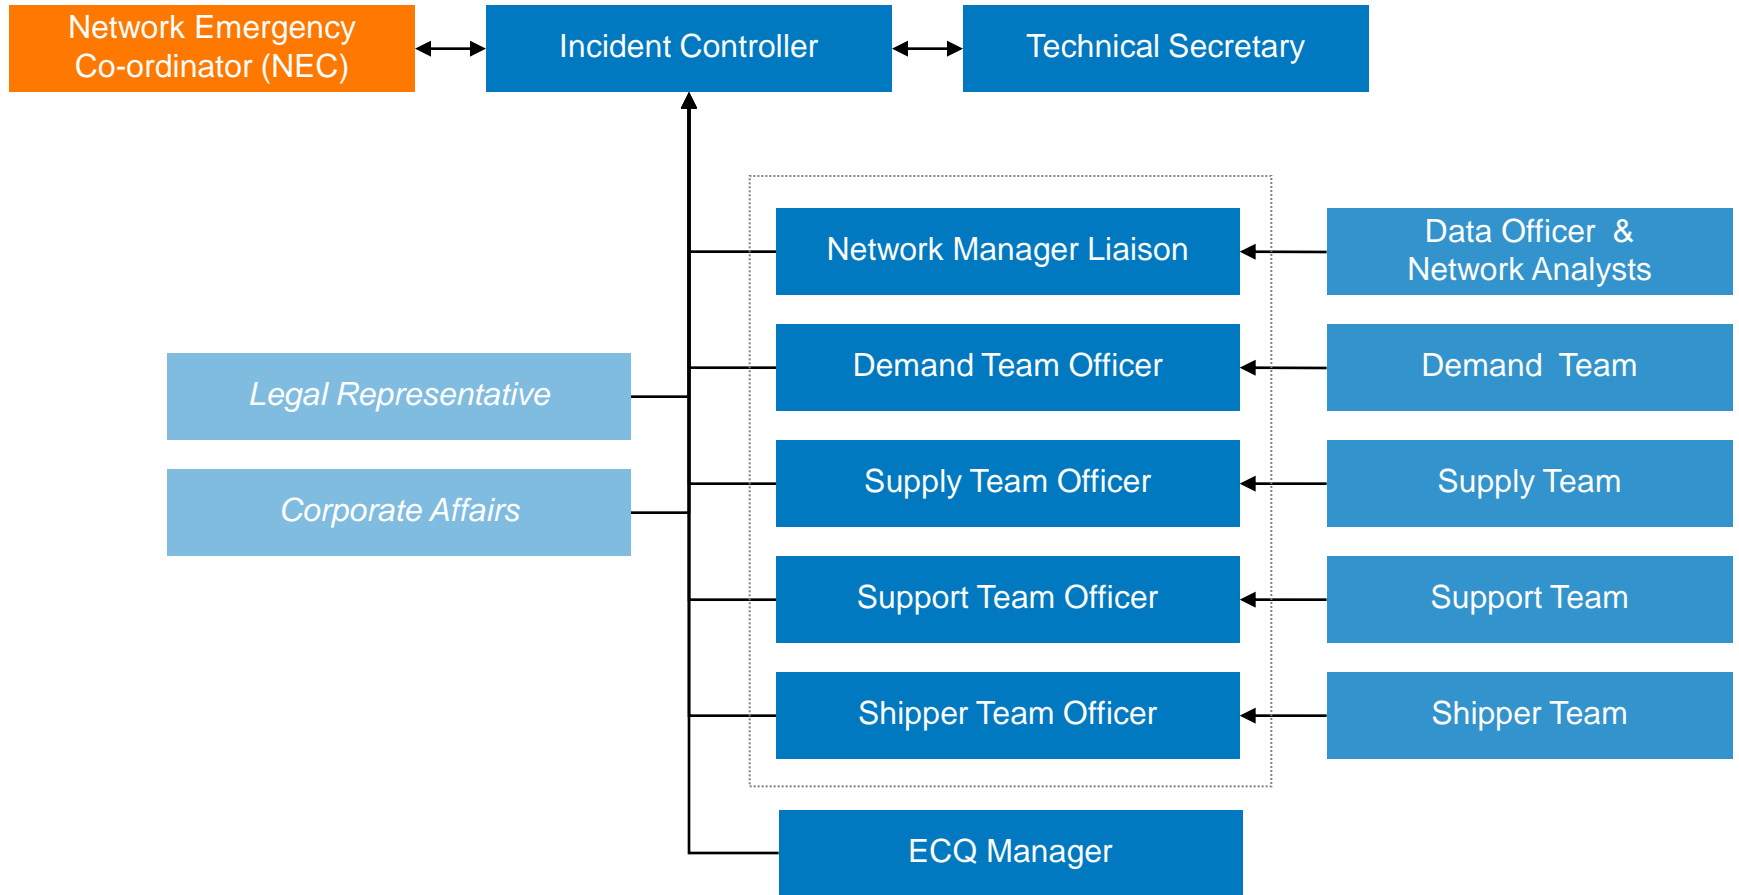 Network Emergency
Co-ordinator (NEC)
Incident Controller
Technical Secretary
Network Manager Liaison
Data Officer &
Network Analysts
Legal Representative
Demand Team Officer
Demand Team
Corporate Affairs
Supply Team Officer
Supply Team
Support Team Officer
Support Team
Shipper Team Officer
Shipper Team
ECQ Manager